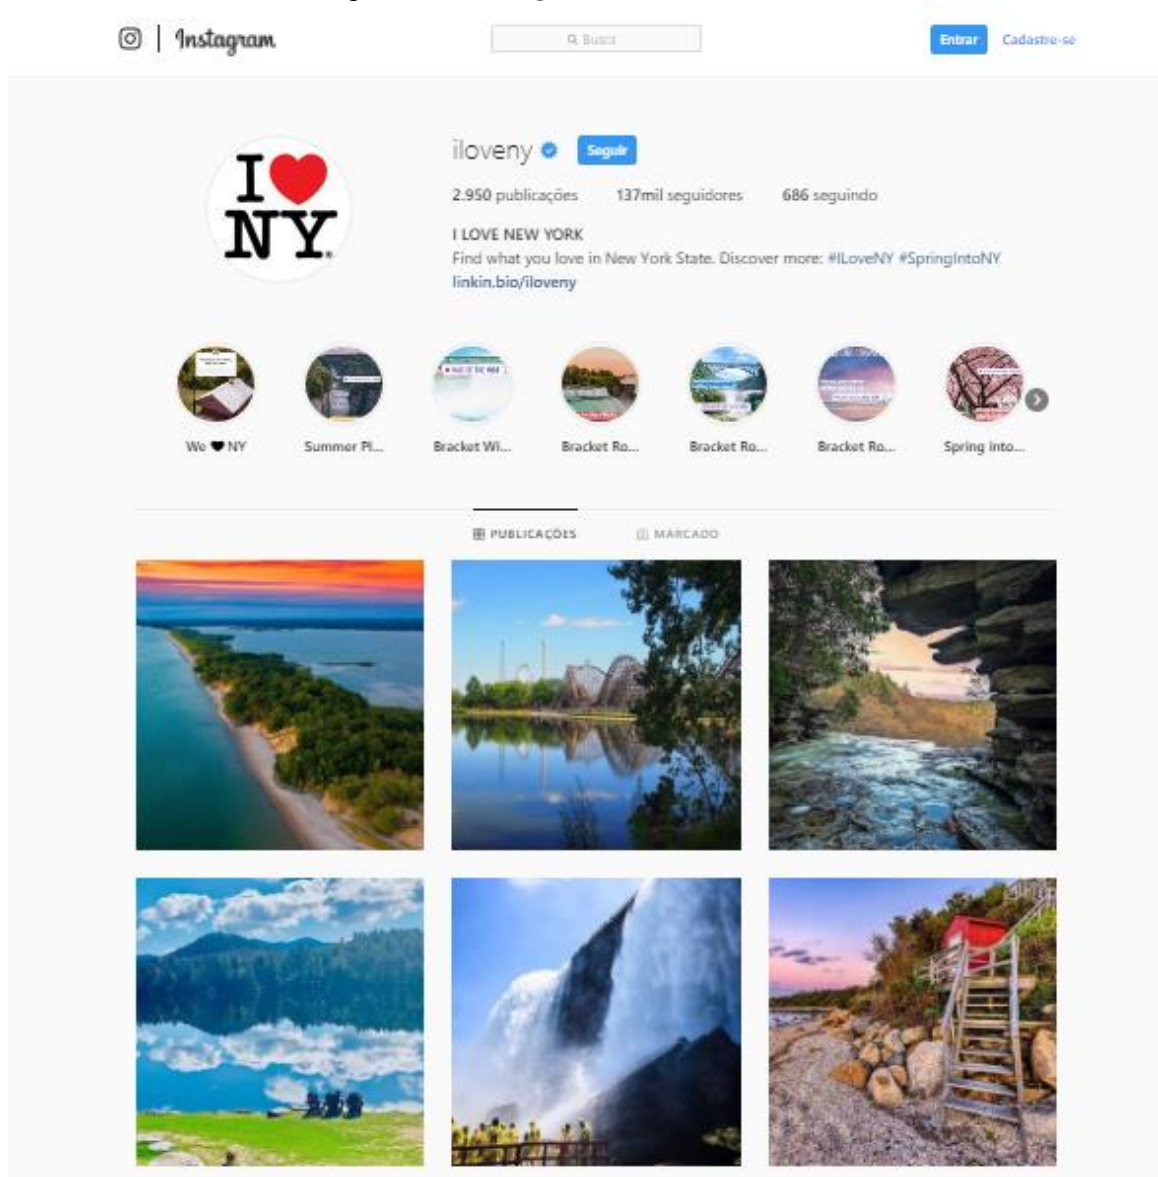 Instagram
Busca
Entrar
Cadastre-se
I ❤ NY®
iloveny
Seguir
2.950 publicações 137mil seguidores 686 seguindo
I LOVE NEW YORK
Find what you love in New York State. Discover more: #ILoveNY #SpringIntoNY
linkin.bio/iloveny
We ♥ NY
Summer Pl...
Bracket Wi...
Bracket Ro...
Bracket Ro...
Bracket Ro...
Spring into...
PUBLICAÇÕES
MARCADO